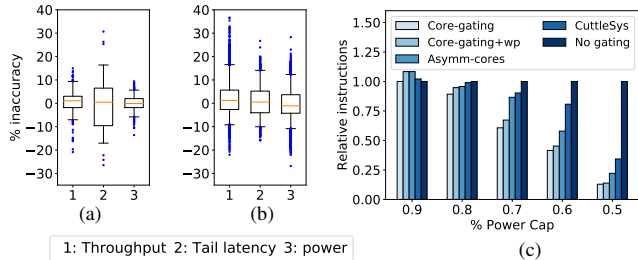 % inaccuracy
30
20
10
0
−10
−20
−30
1 2 3
(a)
30
20
10
0
−10
−20
−30
1 2 3
(b)
1: Throughput 2: Tail latency 3: power
Relative instructions
1.50
1.25
1.00
0.75
0.50
0.25
0.00
Core-gating
Core-gating+wp
Asymm-cores
CuttleSys
No gating
0.9 0.8 0.7 0.6 0.5
% Power Cap
(c)